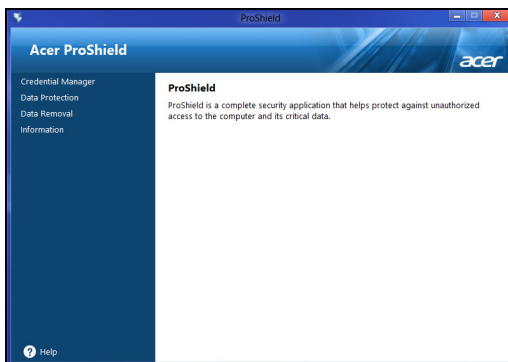 ProShield
Acer ProShield
acer
Credential Manager
Data Protection
Data Removal
Information
ProShield
ProShield is a complete security application that helps protect against unauthorized
access to the computer and its critical data.
? Help